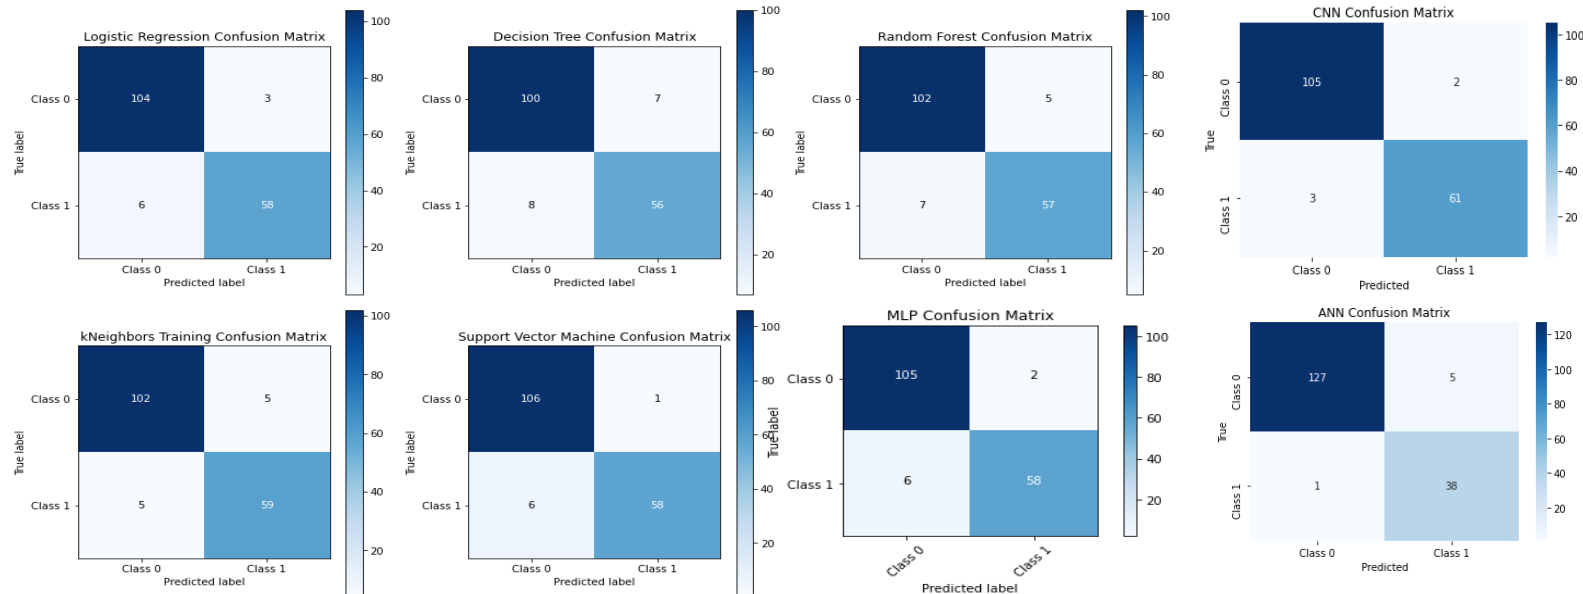 Logistic Regression Confusion Matrix
100
80
60
40
20
True label
Class 0
104
3
Class 1
6
58
Class 0
Class 1
Predicted label
Decision Tree Confusion Matrix
100
80
60
40
20
True label
Class 0
100
7
Class 1
8
56
Class 0
Class 1
Predicted label
Random Forest Confusion Matrix
100
80
60
40
20
True label
Class 0
102
5
Class 1
7
57
Class 0
Class 1
Predicted label
CNN Confusion Matrix
100
80
60
40
20
True
Class 0
105
2
Class 1
3
61
Class 0
Class 1
Predicted
kNeighbors Training Confusion Matrix
100
80
60
40
20
True label
Class 0
102
5
Class 1
5
59
Class 0
Class 1
Predicted label
Support Vector Machine Confusion Matrix
100
80
60
40
20
True label
Class 0
106
1
Class 1
6
58
Class 0
Class 1
Predicted label
MLP Confusion Matrix
100
80
60
40
20
True label
Class 0
105
2
Class 1
6
58
Class 0
Class 1
Predicted label
ANN Confusion Matrix
120
100
80
60
40
20
True
Class 0
127
5
Class 1
1
38
Class 0
Class 1
Predicted